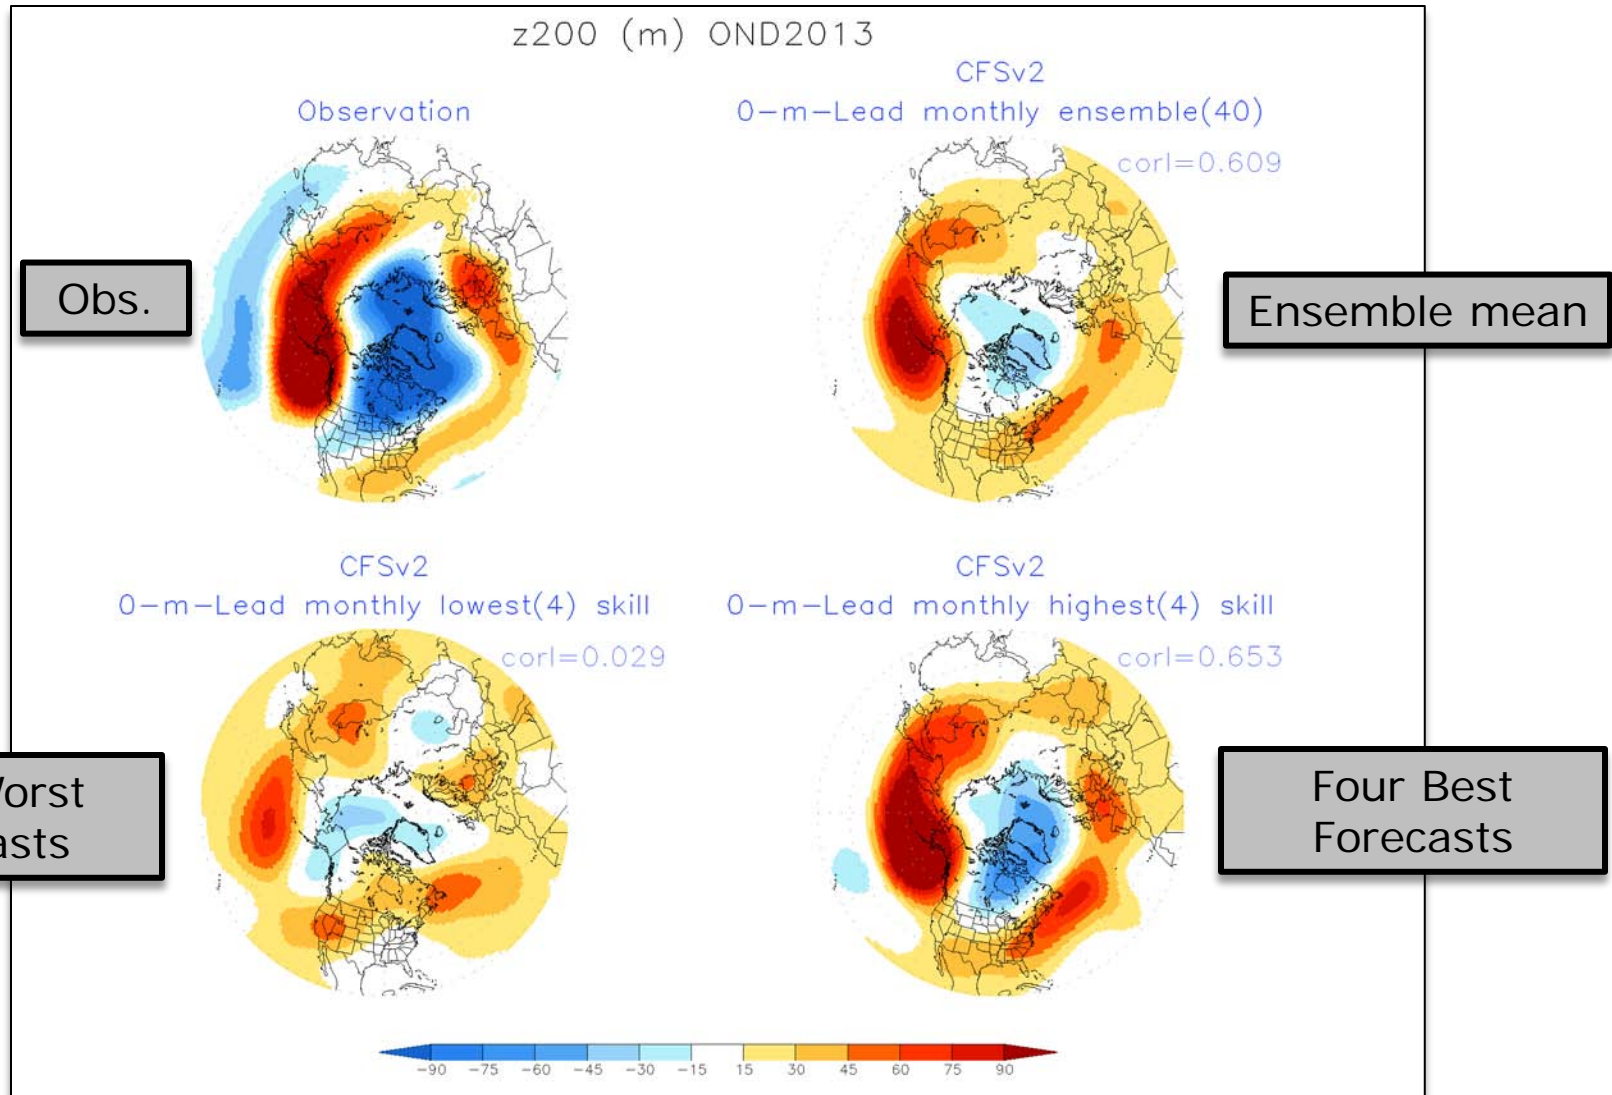 z200 (m) OND2013
Observation
CFSv2
0-m-Lead monthly ensemble(40)
corl=0.609
Obs.
Ensemble mean
CFSv2
0-m-Lead monthly lowest(4) skill
corl=0.029
CFSv2
0-m-Lead monthly highest(4) skill
corl=0.653
Four Best
Forecasts
-90 -75 -60 -45 -30 -15 15 30 45 60 75 90